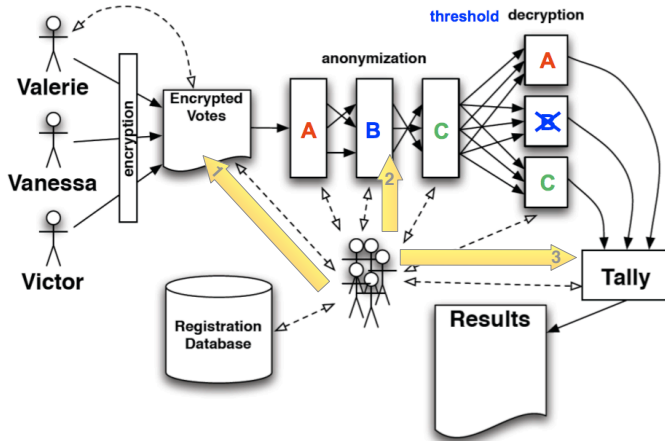 threshold decryption
anonymization
Valerie
encryption
Encrypted
Votes
A
B
C
A
B
C
Vanessa
Victor
1
2
3
Tally
Registration
Database
Results